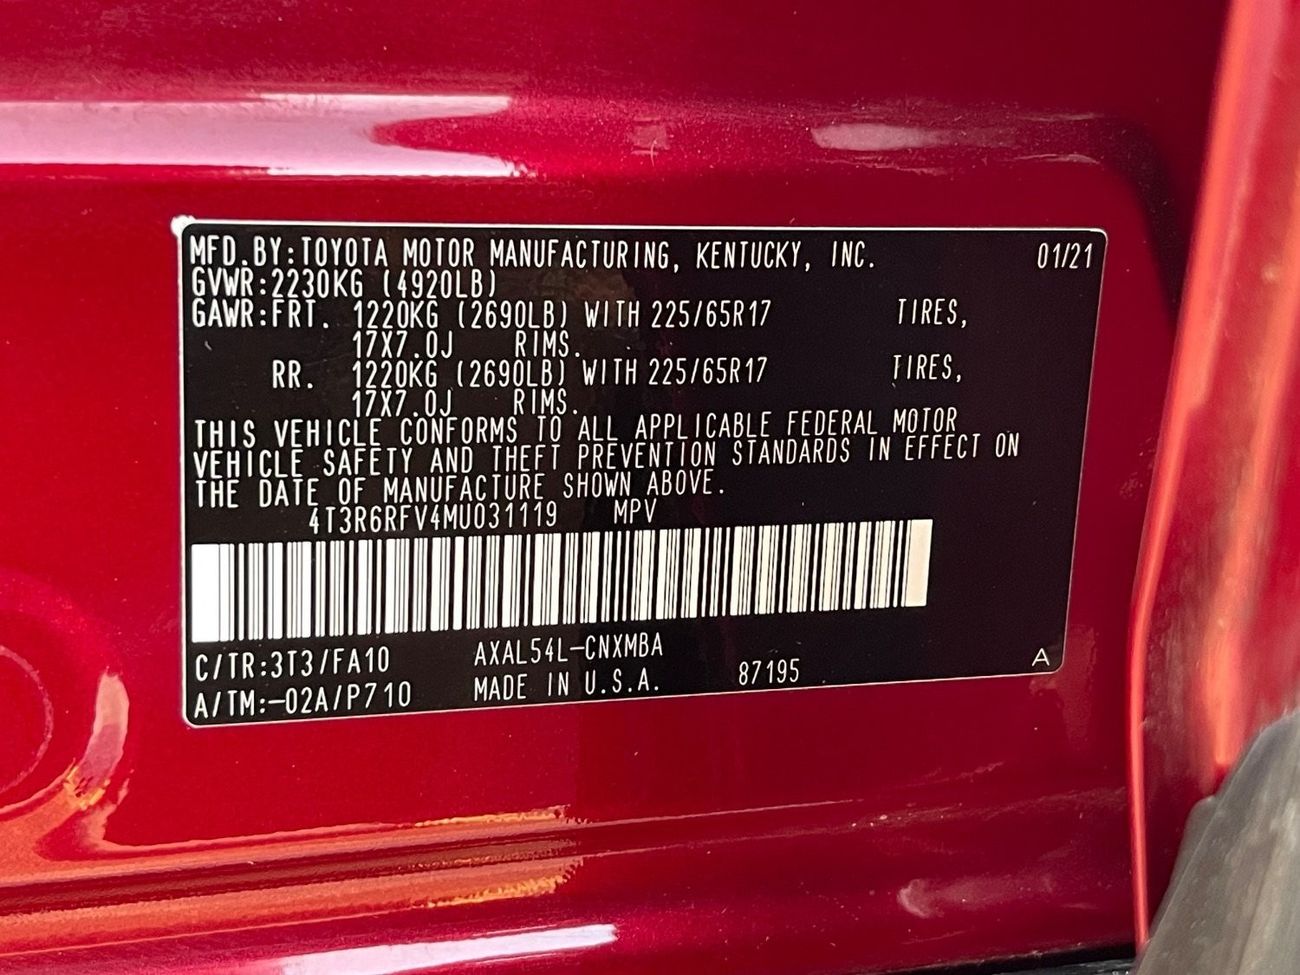 MFD.BY:TOYOTA MOTOR MANUFACTURING, KENTUCKY, INC. 01/21
GVWR:2230KG (4920LB)
GAWR:FRT. 1220KG (2690LB) WITH 225/65R17 TIRES,
17X7.0J RIMS.
RR. 1220KG (2690LB) WITH 225/65R17 TIRES,
17X7.0J RIMS.
THIS VEHICLE CONFORMS TO ALL APPLICABLE FEDERAL MOTOR
VEHICLE SAFETY AND THEFT PREVENTION STANDARDS IN EFFECT ON
THE DATE OF MANUFACTURE SHOWN ABOVE.
4T3R6RFV4MU031119 MPV
C/TR:3T3/FA10 AXAL54L-CNXMBA
A/TM:-02A/P710 MADE IN U.S.A. 87195 A